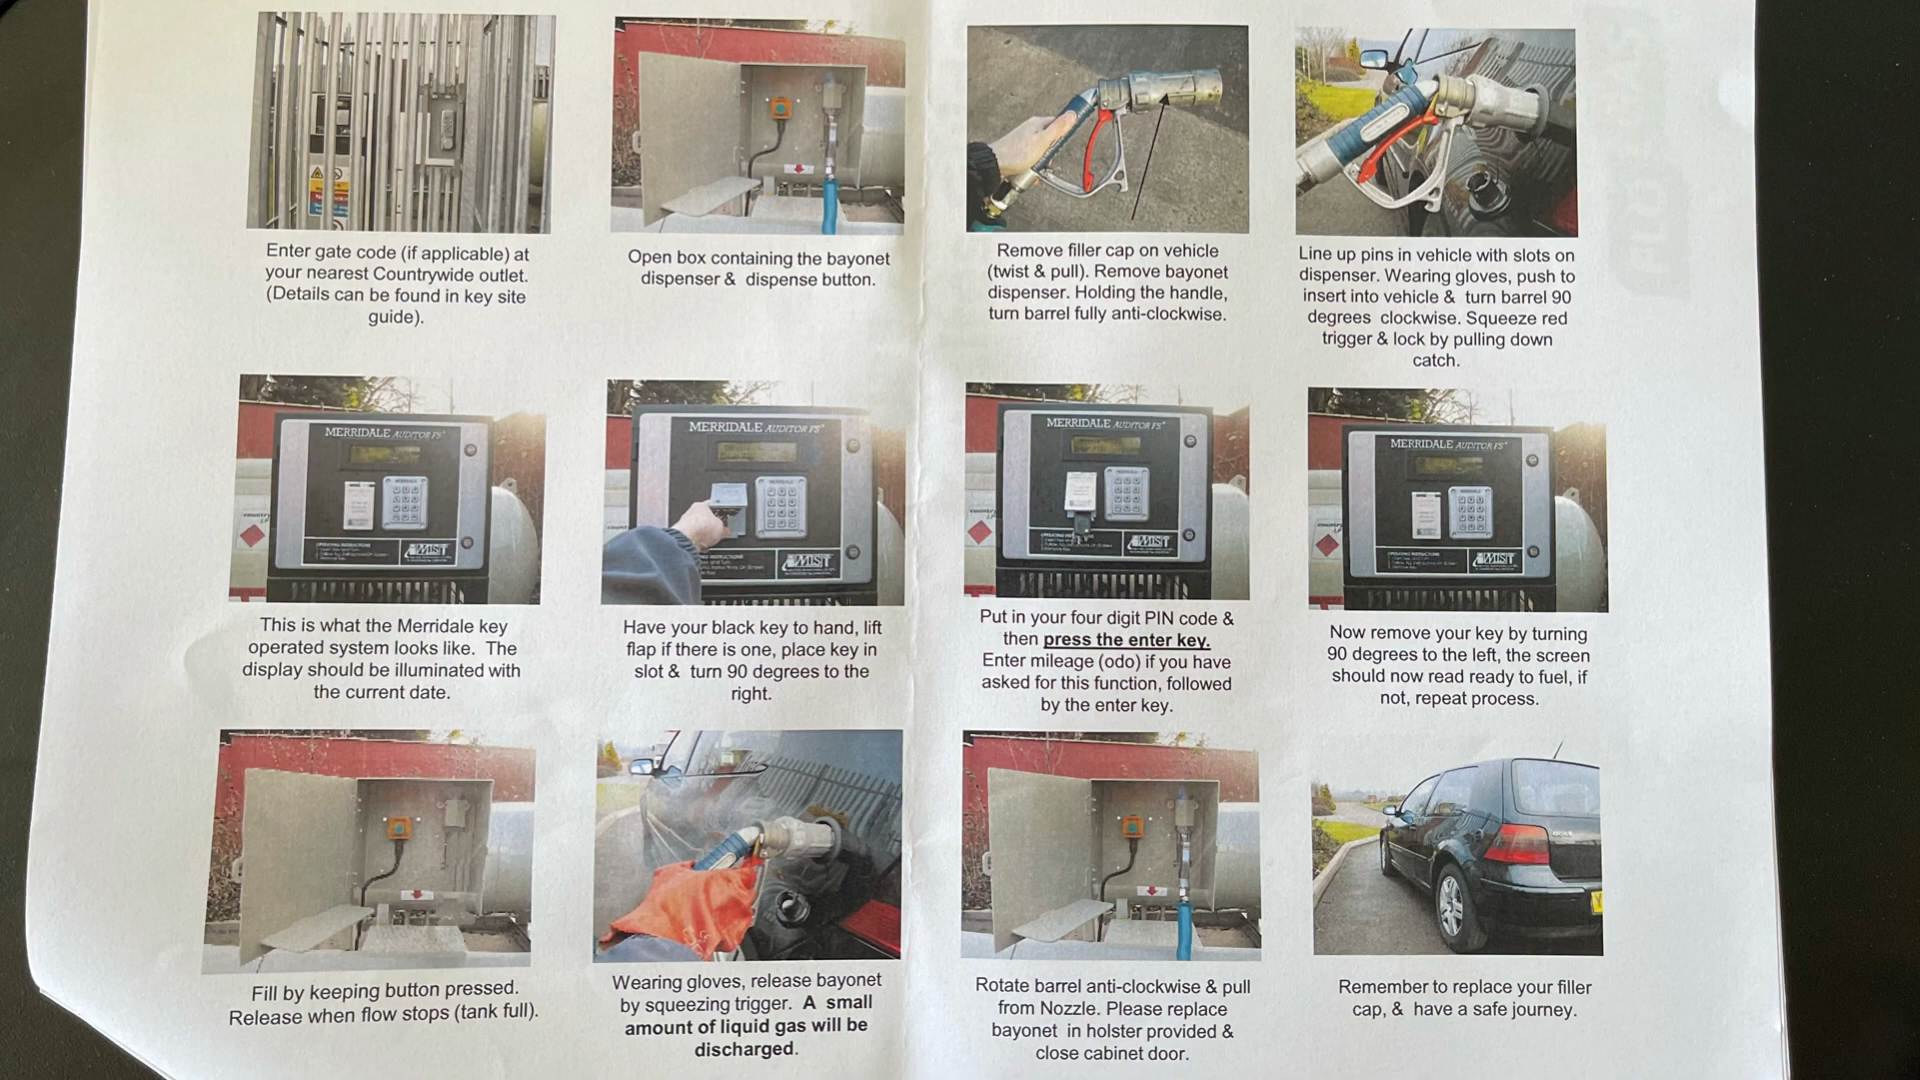 Enter gate code (if applicable) at
your nearest Countrywide outlet.
(Details can be found in key site
guide).
Open box containing the bayonet
dispenser & dispense button.
Remove filler cap on vehicle
(twist & pull). Remove bayonet
dispenser. Holding the handle,
turn barrel fully anti-clockwise.
Line up pins in vehicle with slots on
dispenser. Wearing gloves, push to
insert into vehicle & turn barrel 90
degrees clockwise. Squeeze red
trigger & lock by pulling down
catch.
MERRIDALE AUDITOR FS
OPERATING INSTRUCTIONS
MIST
This is what the Merridale key
operated system looks like. The
display should be illuminated with
the current date.
MERRIDALE AUDITOR FS
MIST
Have your black key to hand, lift
flap if there is one, place key in
slot & turn 90 degrees to the
right.
MERRIDALE AUDITOR FS
MIST
Put in your four digit PIN code &
then press the enter key.
Enter mileage (odo) if you have
asked for this function, followed
by the enter key.
MERRIDALE AUDITOR FS
OPERATING INSTRUCTIONS
MIST
Now remove your key by turning
90 degrees to the left, the screen
should now read ready to fuel, if
not, repeat process.
Fill by keeping button pressed.
Release when flow stops (tank full).
Wearing gloves, release bayonet
by squeezing trigger. A small
amount of liquid gas will be
discharged.
Rotate barrel anti-clockwise & pull
from Nozzle. Please replace
bayonet in holster provided &
close cabinet door.
Remember to replace your filler
cap, & have a safe journey.